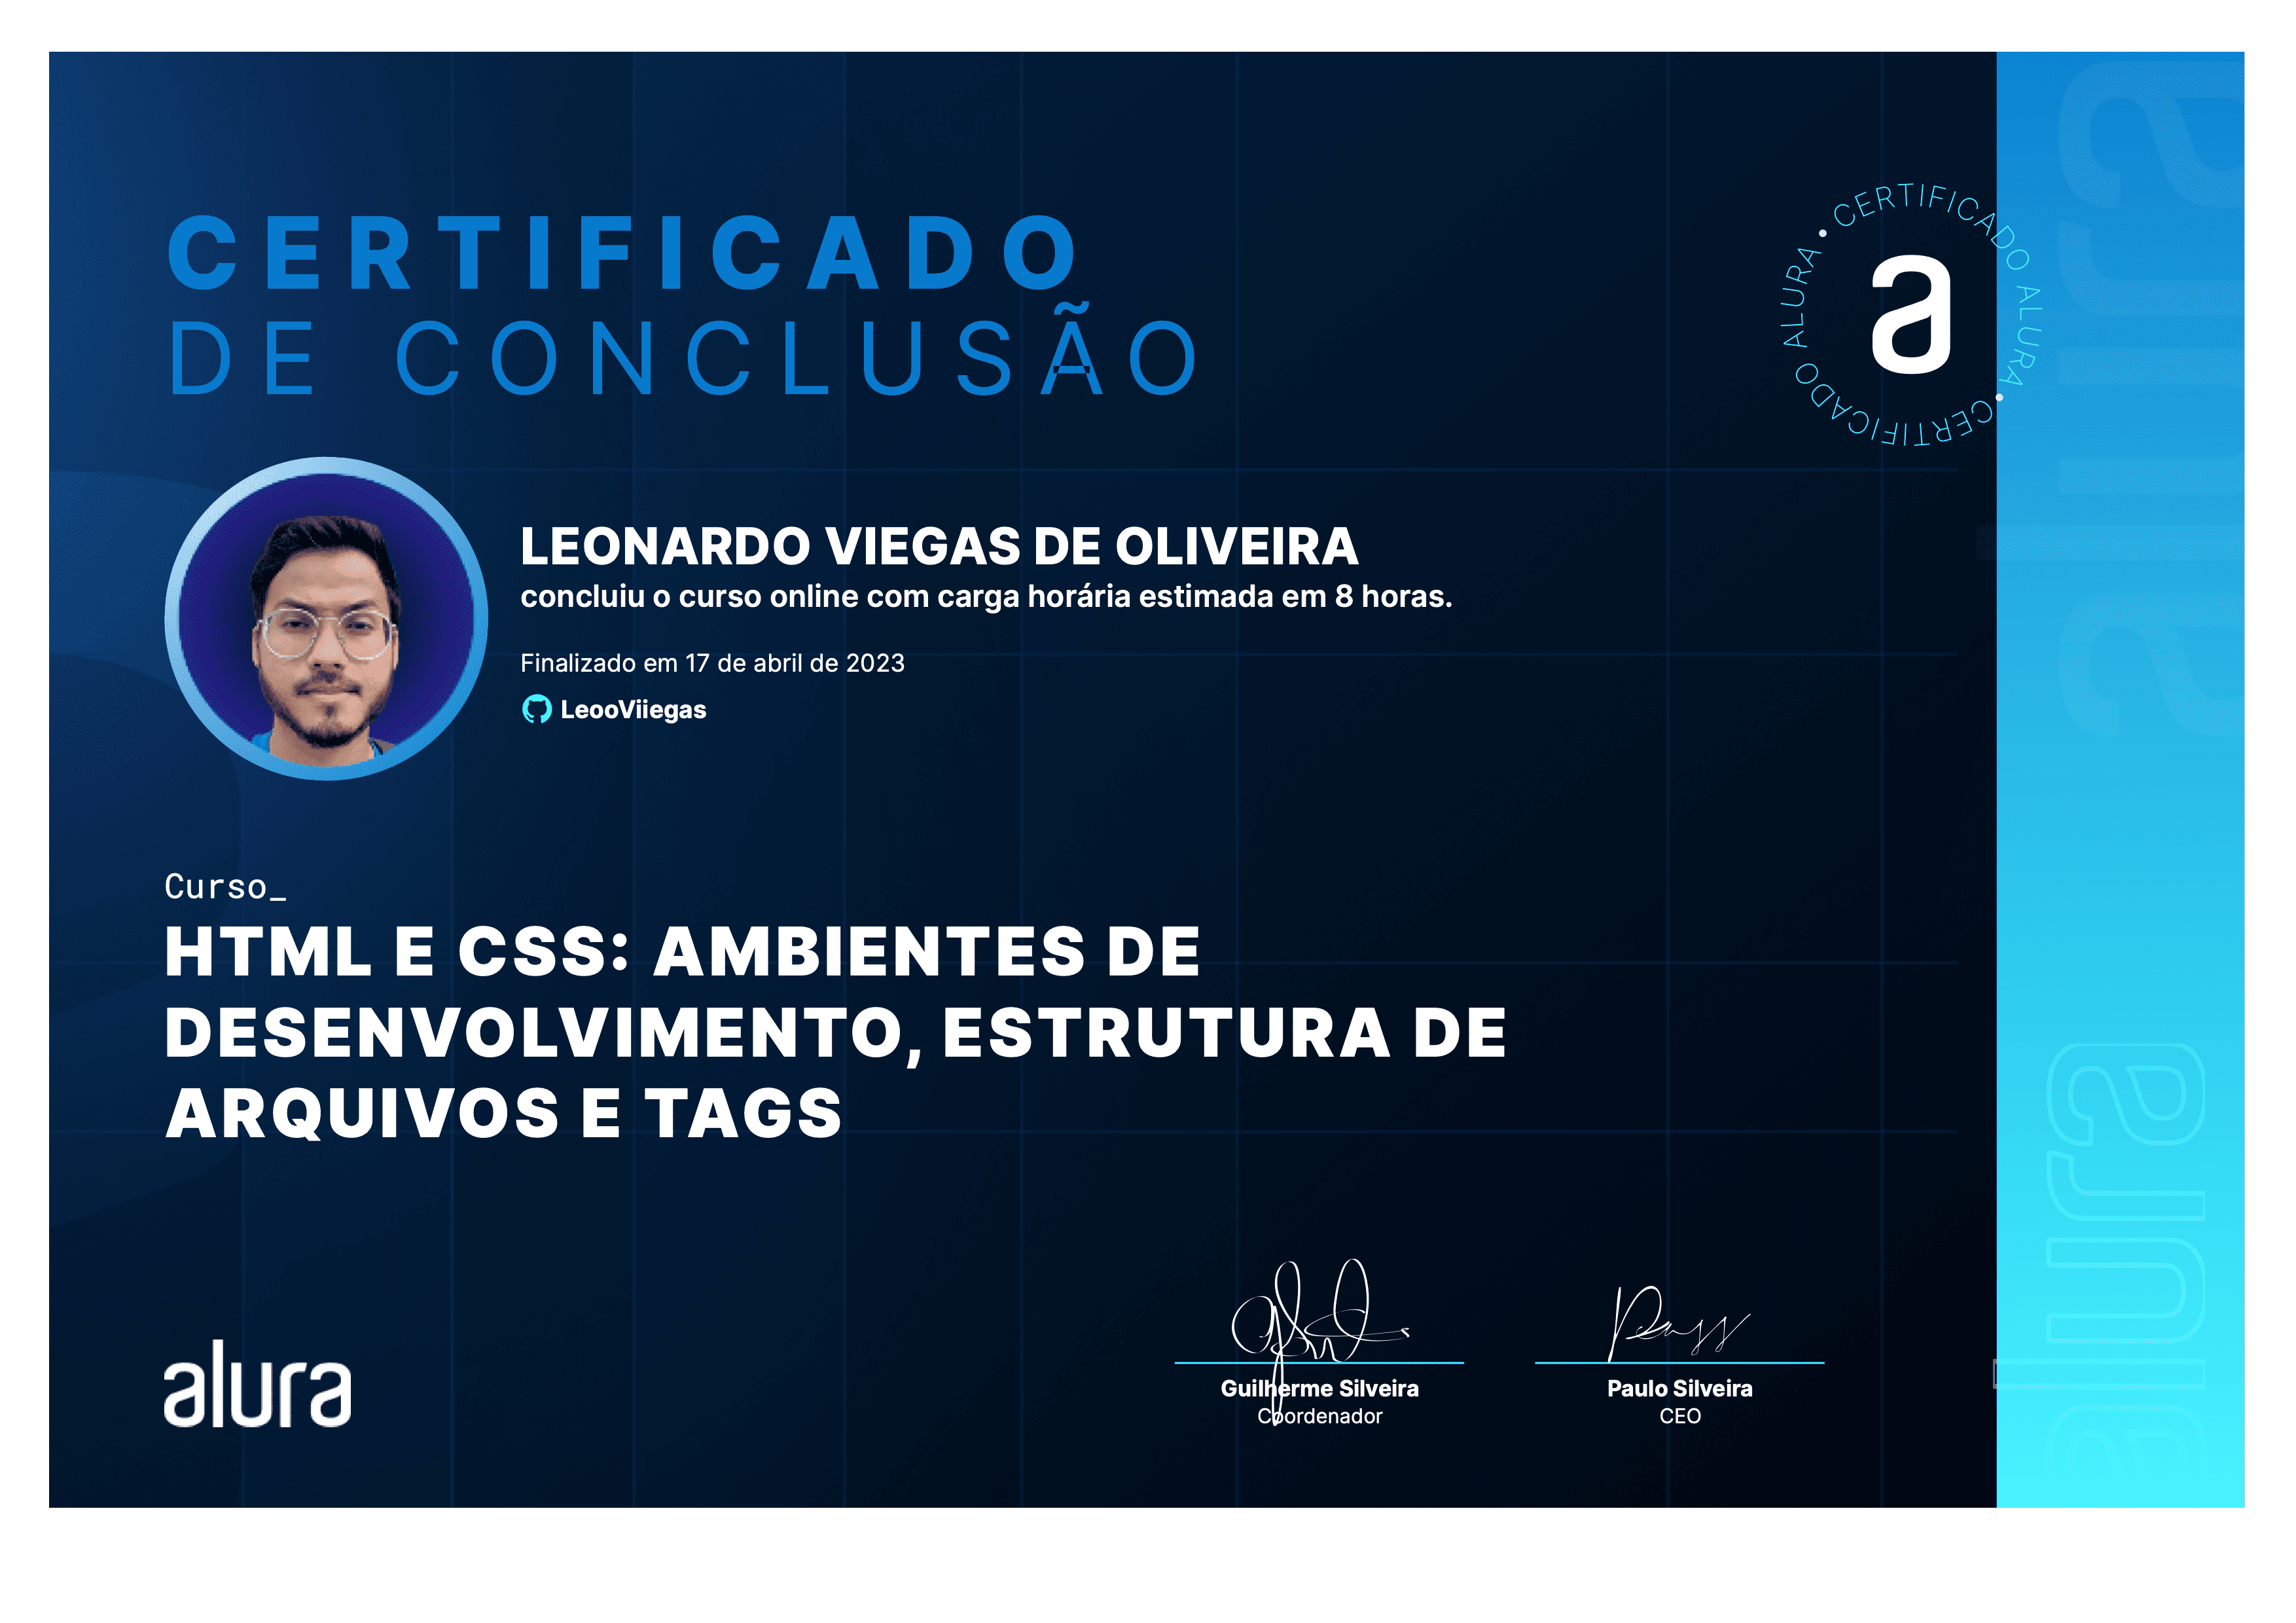 CERTIFICADO
DE CONCLUSÃO
CERTIFICADO ALURA • CERTIFICADO ALURA •
a
LEONARDO VIEGAS DE OLIVEIRA
concluiu o curso online com carga horária estimada em 8 horas.
Finalizado em 17 de abril de 2023
LeooViiegas
Curso_
HTML E CSS: AMBIENTES DE
DESENVOLVIMENTO, ESTRUTURA DE
ARQUIVOS E TAGS
alura
Guilherme Silveira
Coordenador
Paulo Silveira
CEO
alura
alura